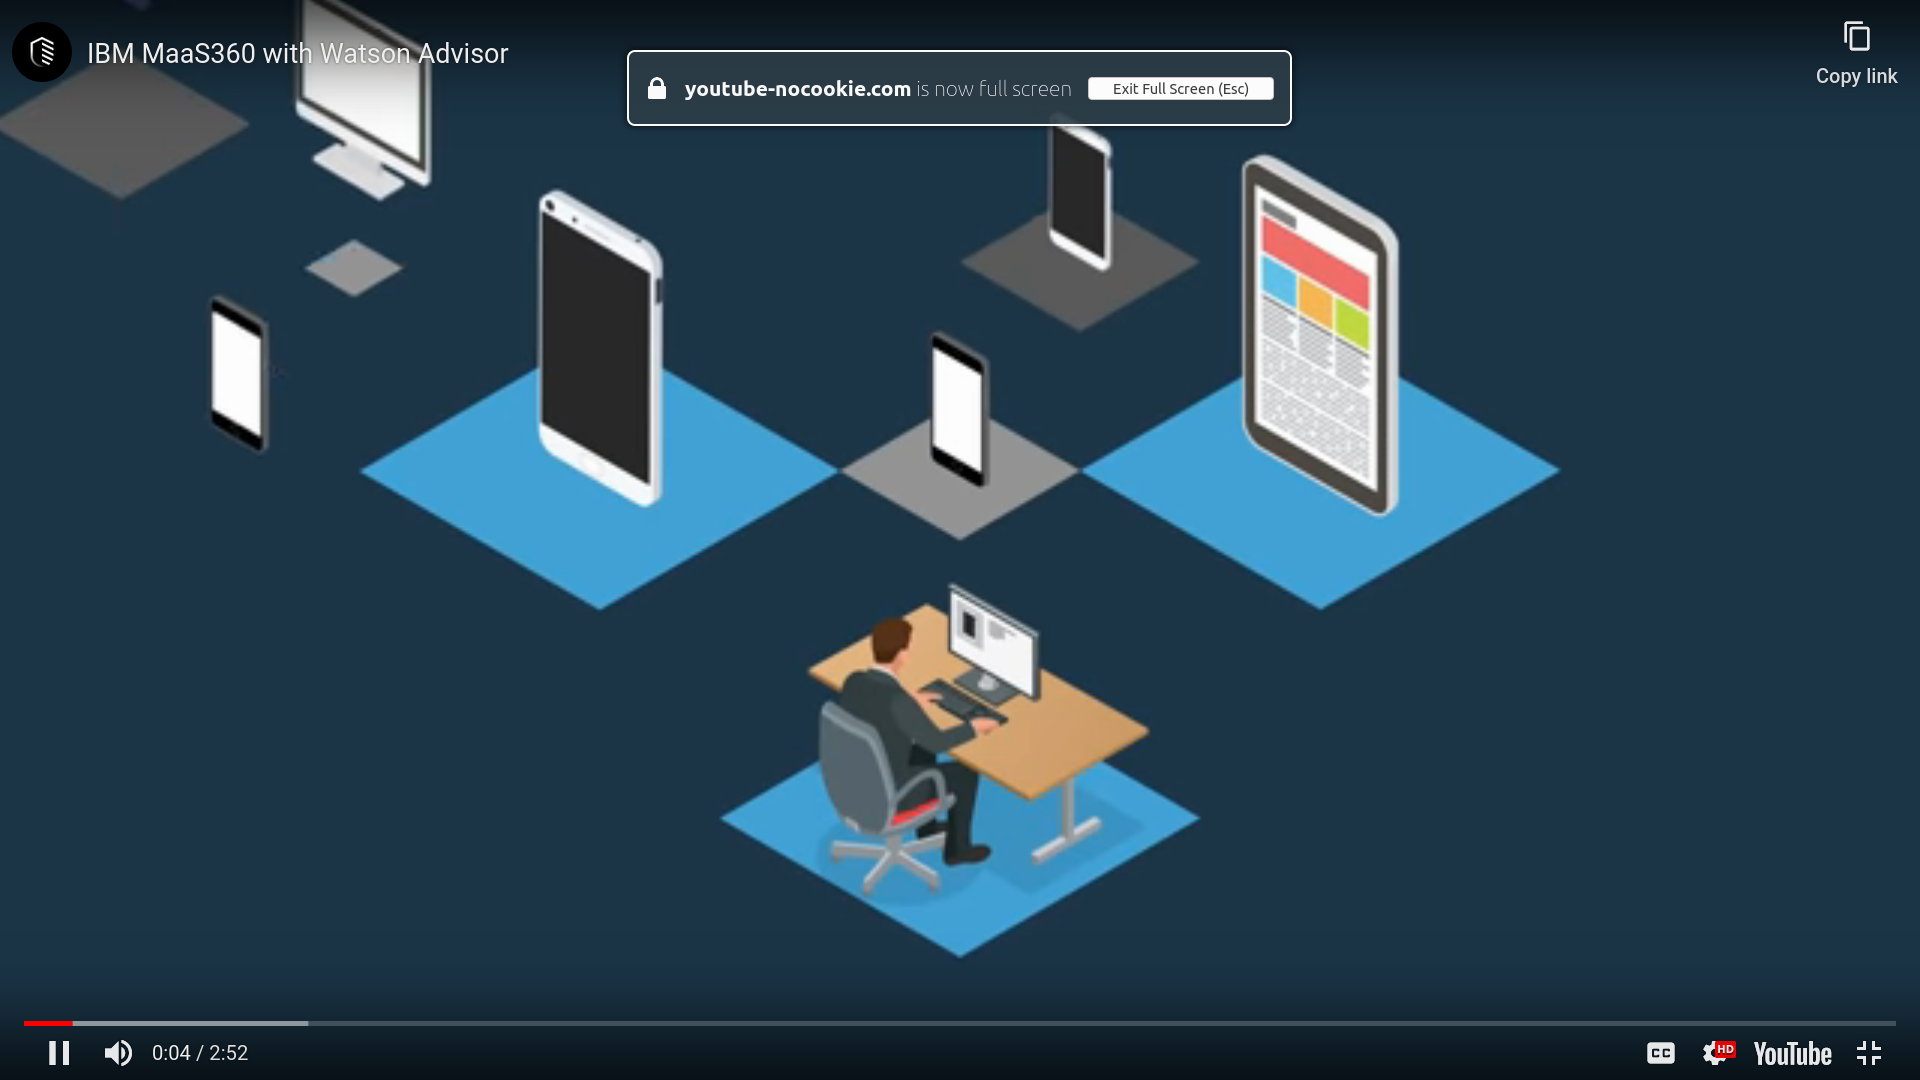 IBM MaaS360 with Watson Advisor
youtube-nocookie.com is now full screen
Exit Full Screen (Esc)
Copy link
0:04 / 2:52
CC
HD
YouTube